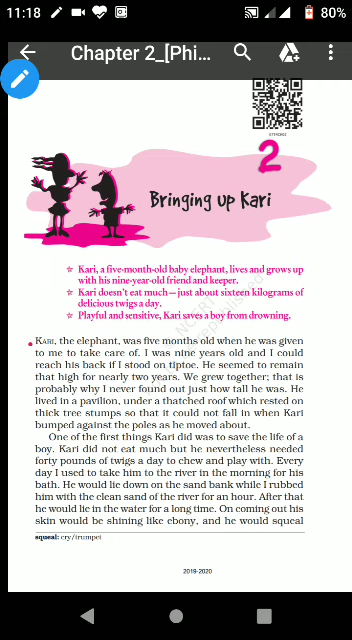 11:18 80%
Chapter 2_[Phi...
2
Bringing up Kari
☆ Kari, a five-month-old baby elephant, lives and grows up
with his nine-year-old friend and keeper.
☆ Kari doesn't eat much—just about sixteen kilograms of
delicious twigs a day.
☆ Playful and sensitive, Kari saves a boy from drowning.
• KARI, the elephant, was five months old when he was given
to me to take care of. I was nine years old and I could
reach his back if I stood on tiptoe. He seemed to remain
that high for nearly two years. We grew together; that is
probably why I never found out just how tall he was. He
lived in a pavilion, under a thatched roof which rested on
thick tree stumps so that it could not fall in when Kari
bumped against the poles as he moved about.
One of the first things Kari did was to save the life of a
boy. Kari did not eat much but he nevertheless needed
forty pounds of twigs a day to chew and play with. Every
day I used to take him to the river in the morning for his
bath. He would lie down on the sand bank while I rubbed
him with the clean sand of the river for an hour. After that
he would lie in the water for a long time. On coming out his
skin would be shining like ebony, and he would squeal
squeal: cry/trumpet
2019-2020